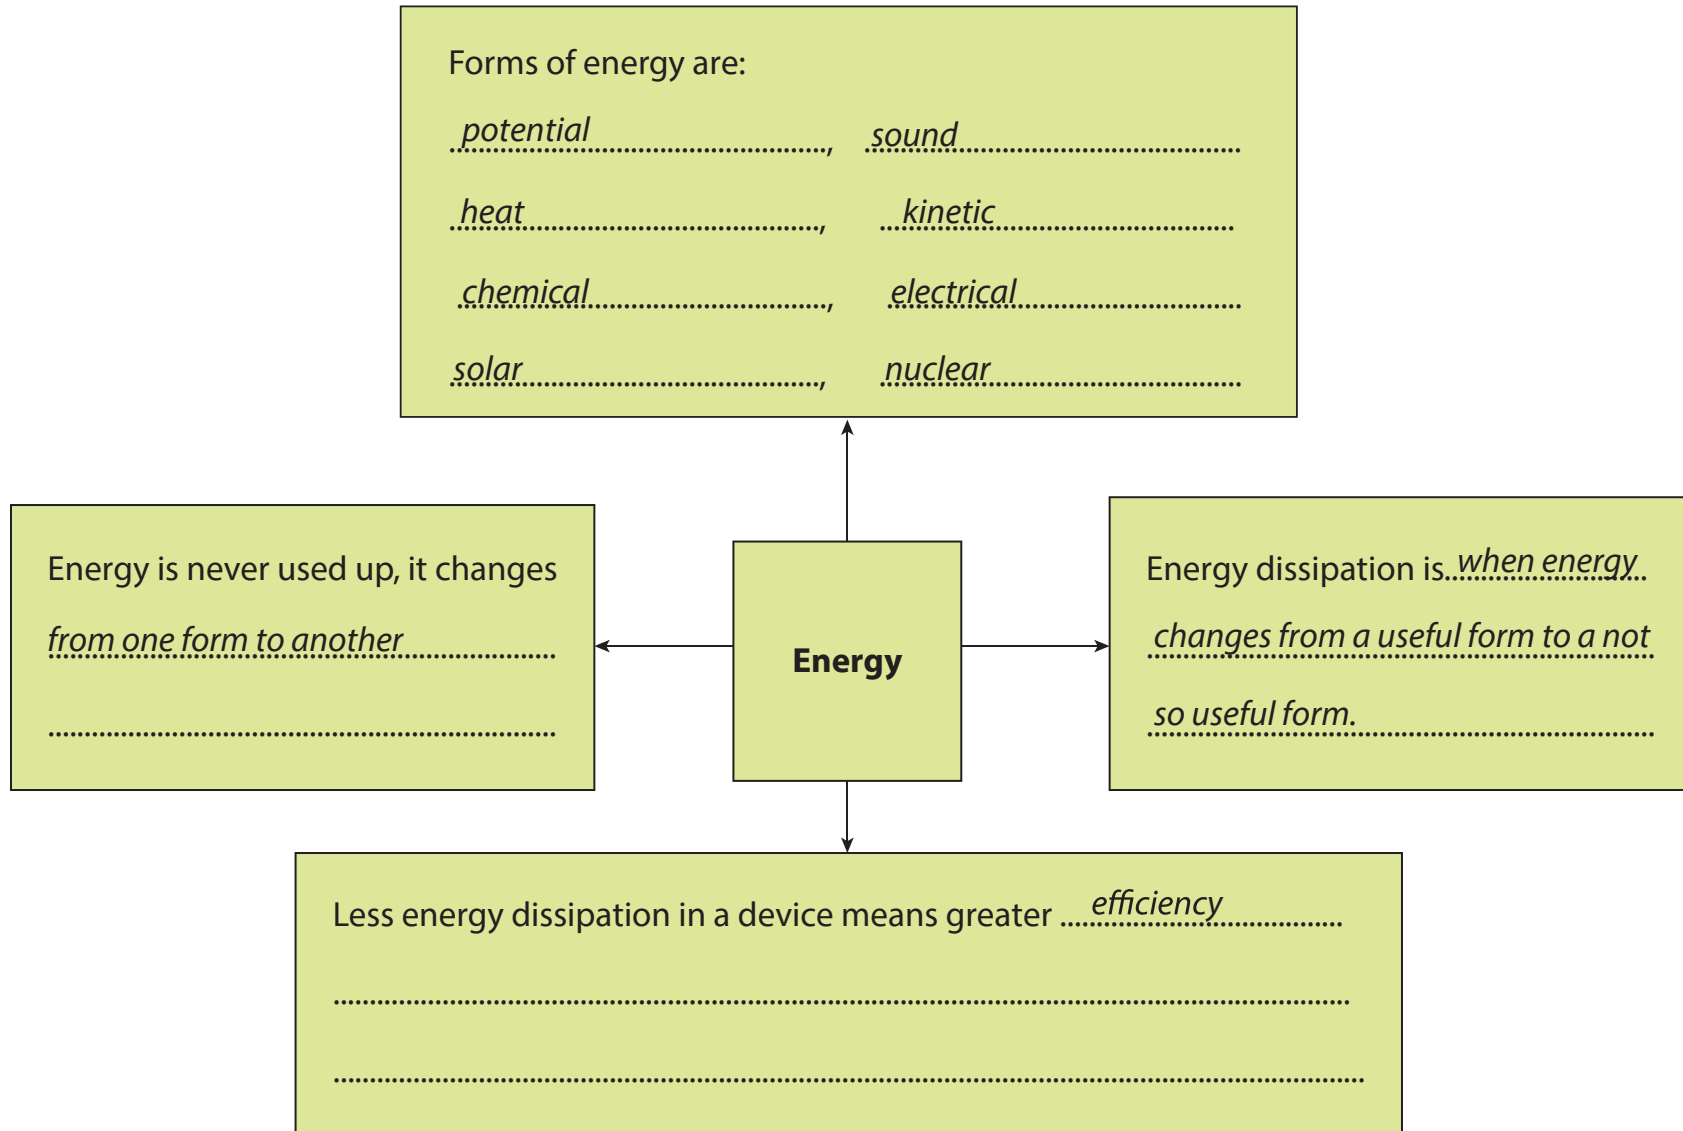 Forms of energy are:
potential, sound
heat, kinetic
chemical, electrical
solar, nuclear
Energy is never used up, it changes
from one form to another
Energy
Energy dissipation is when energy
changes from a useful form to a not
so useful form.
Less energy dissipation in a device means greater efficiency